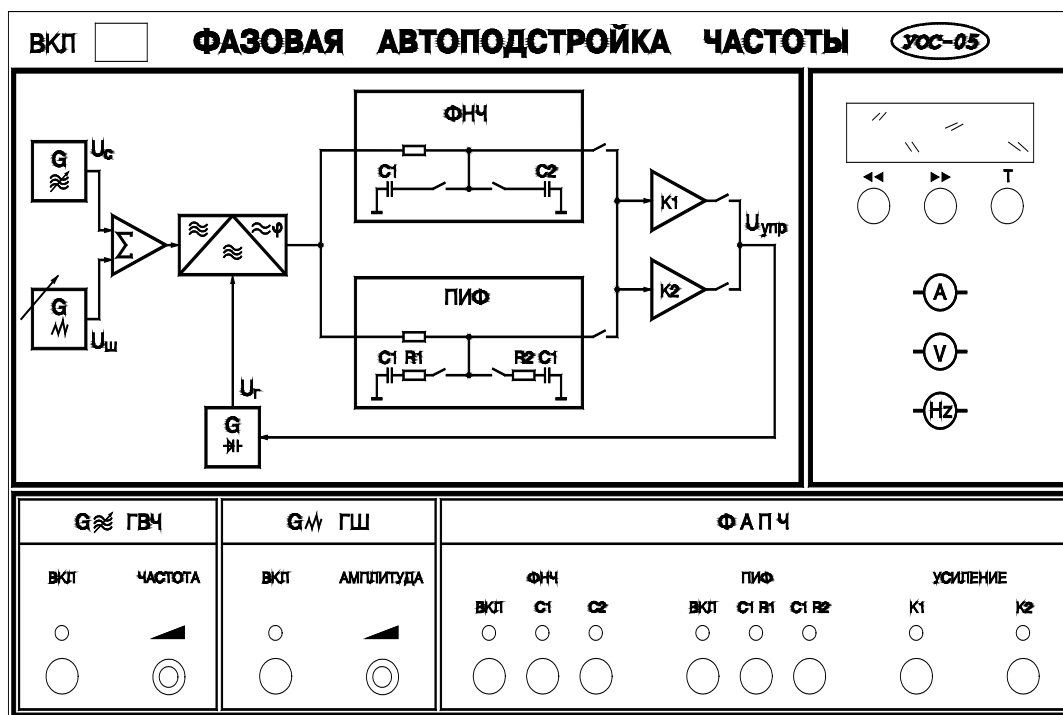 ВКЛ ФАЗОВАЯ АВТОПОДСТРОЙКА ЧАСТОТЫ УОС-05
ФНЧ
G Uс
C1 C2
T
K1
Σ
φ
Uупр
ПИФ
K2
A
G
Uш
C1 R1 R2 C1
V
Uг
G
Hz
G ГВЧ G ГШ ФАПЧ
ВКЛ ЧАСТОТА ВКЛ АМПЛИТУДА ФНЧ ПИФ УСИЛЕНИЕ
ВКЛ C1 C2 ВКЛ C1 R1 C1 R2 K1 K2